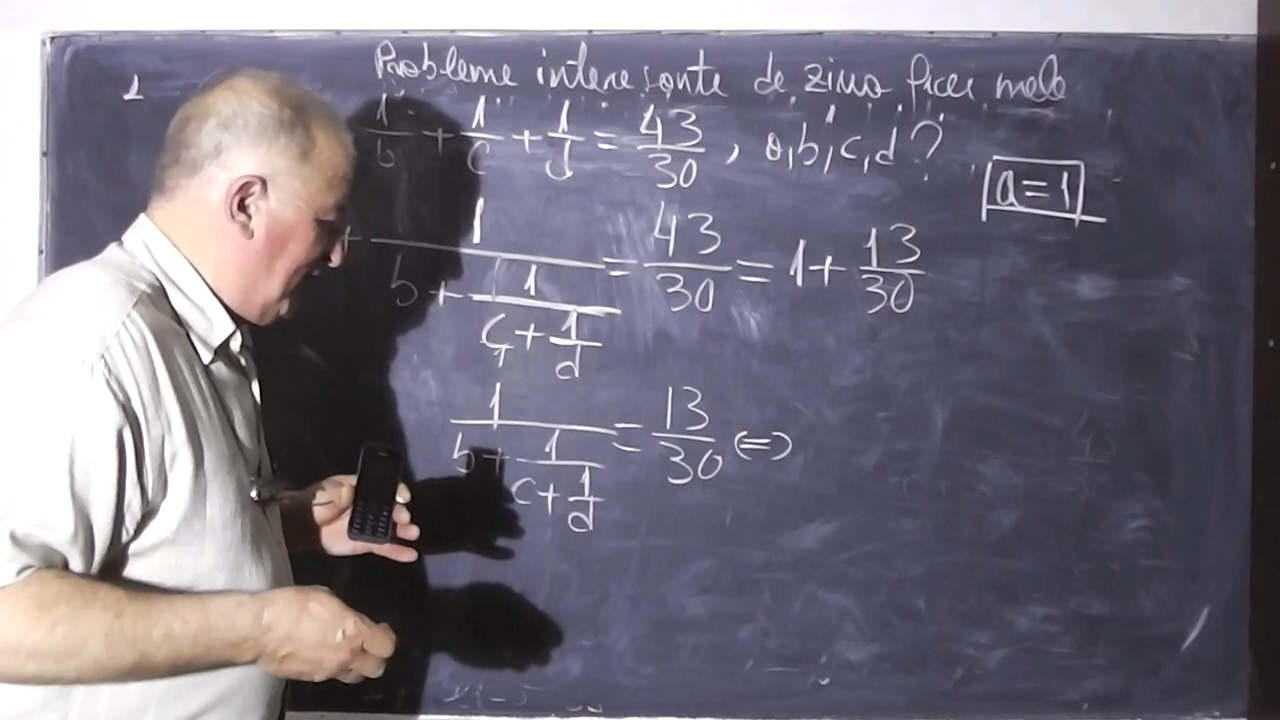 Probleme interesante de ziua ficei mele
1
1/b + 1/c + 1/d = 43/30, a,b,c,d?
a=1
+ 1/(b + 1/(c + 1/d)) = 43/30 = 1 + 13/30
1/(b + 1/(c + 1/d)) = 13/30 (=)